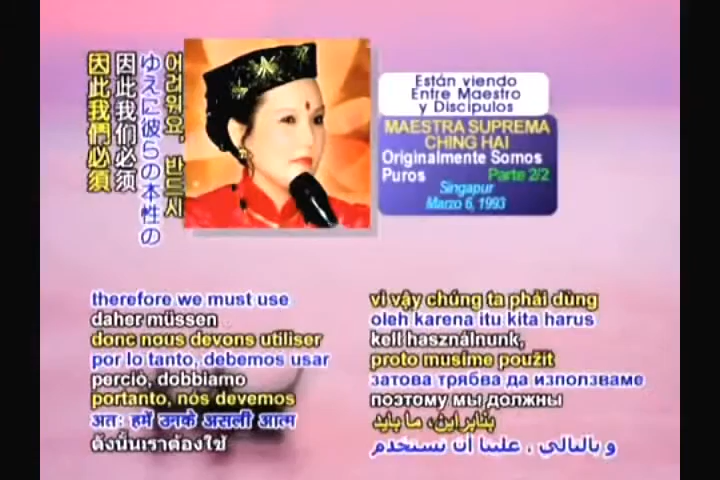 因此我們必須
因此我们必须
ゆえに彼らの本性の
어려워요, 반드시
Están viendo
Entre Maestro
y Discípulos
MAESTRA SUPREMA
CHING HAI
Originalmente Somos
Puros Parte 2/2
Singapur
Marzo 6, 1993
therefore we must use
daher müssen
donc nous devons utiliser
por lo tanto, debemos usar
perciò, dobbiamo
portanto, nós devemos
अतः हमें उनके असली आत्म
ดังนั้นเราต้องใช้
vì vậy chúng ta phải dùng
oleh karena itu kita harus
kell használnunk,
proto musíme použít
затова трябва да използваме
поэтому мы должны
بنابراین، ما باید
و بالتالي ، علينا أن نستخدم